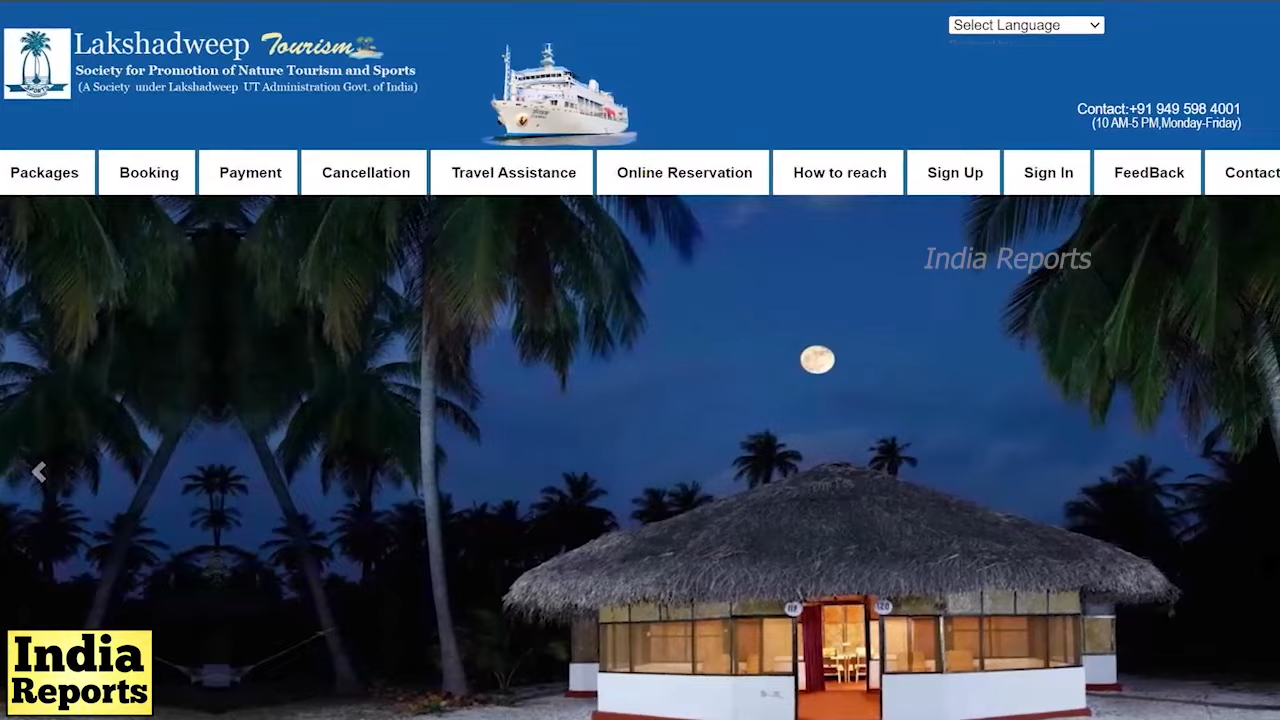 Lakshadweep Tourism
Society for Promotion of Nature Tourism and Sports
(A Society under Lakshadweep UT Administration Govt. of India)
SPORTS
Select Language
Contact:+91 949 598 4001
(10 AM-5 PM,Monday-Friday)
Packages Booking Payment Cancellation Travel Assistance Online Reservation How to reach Sign Up Sign In FeedBack Contact
India Reports
India
Reports